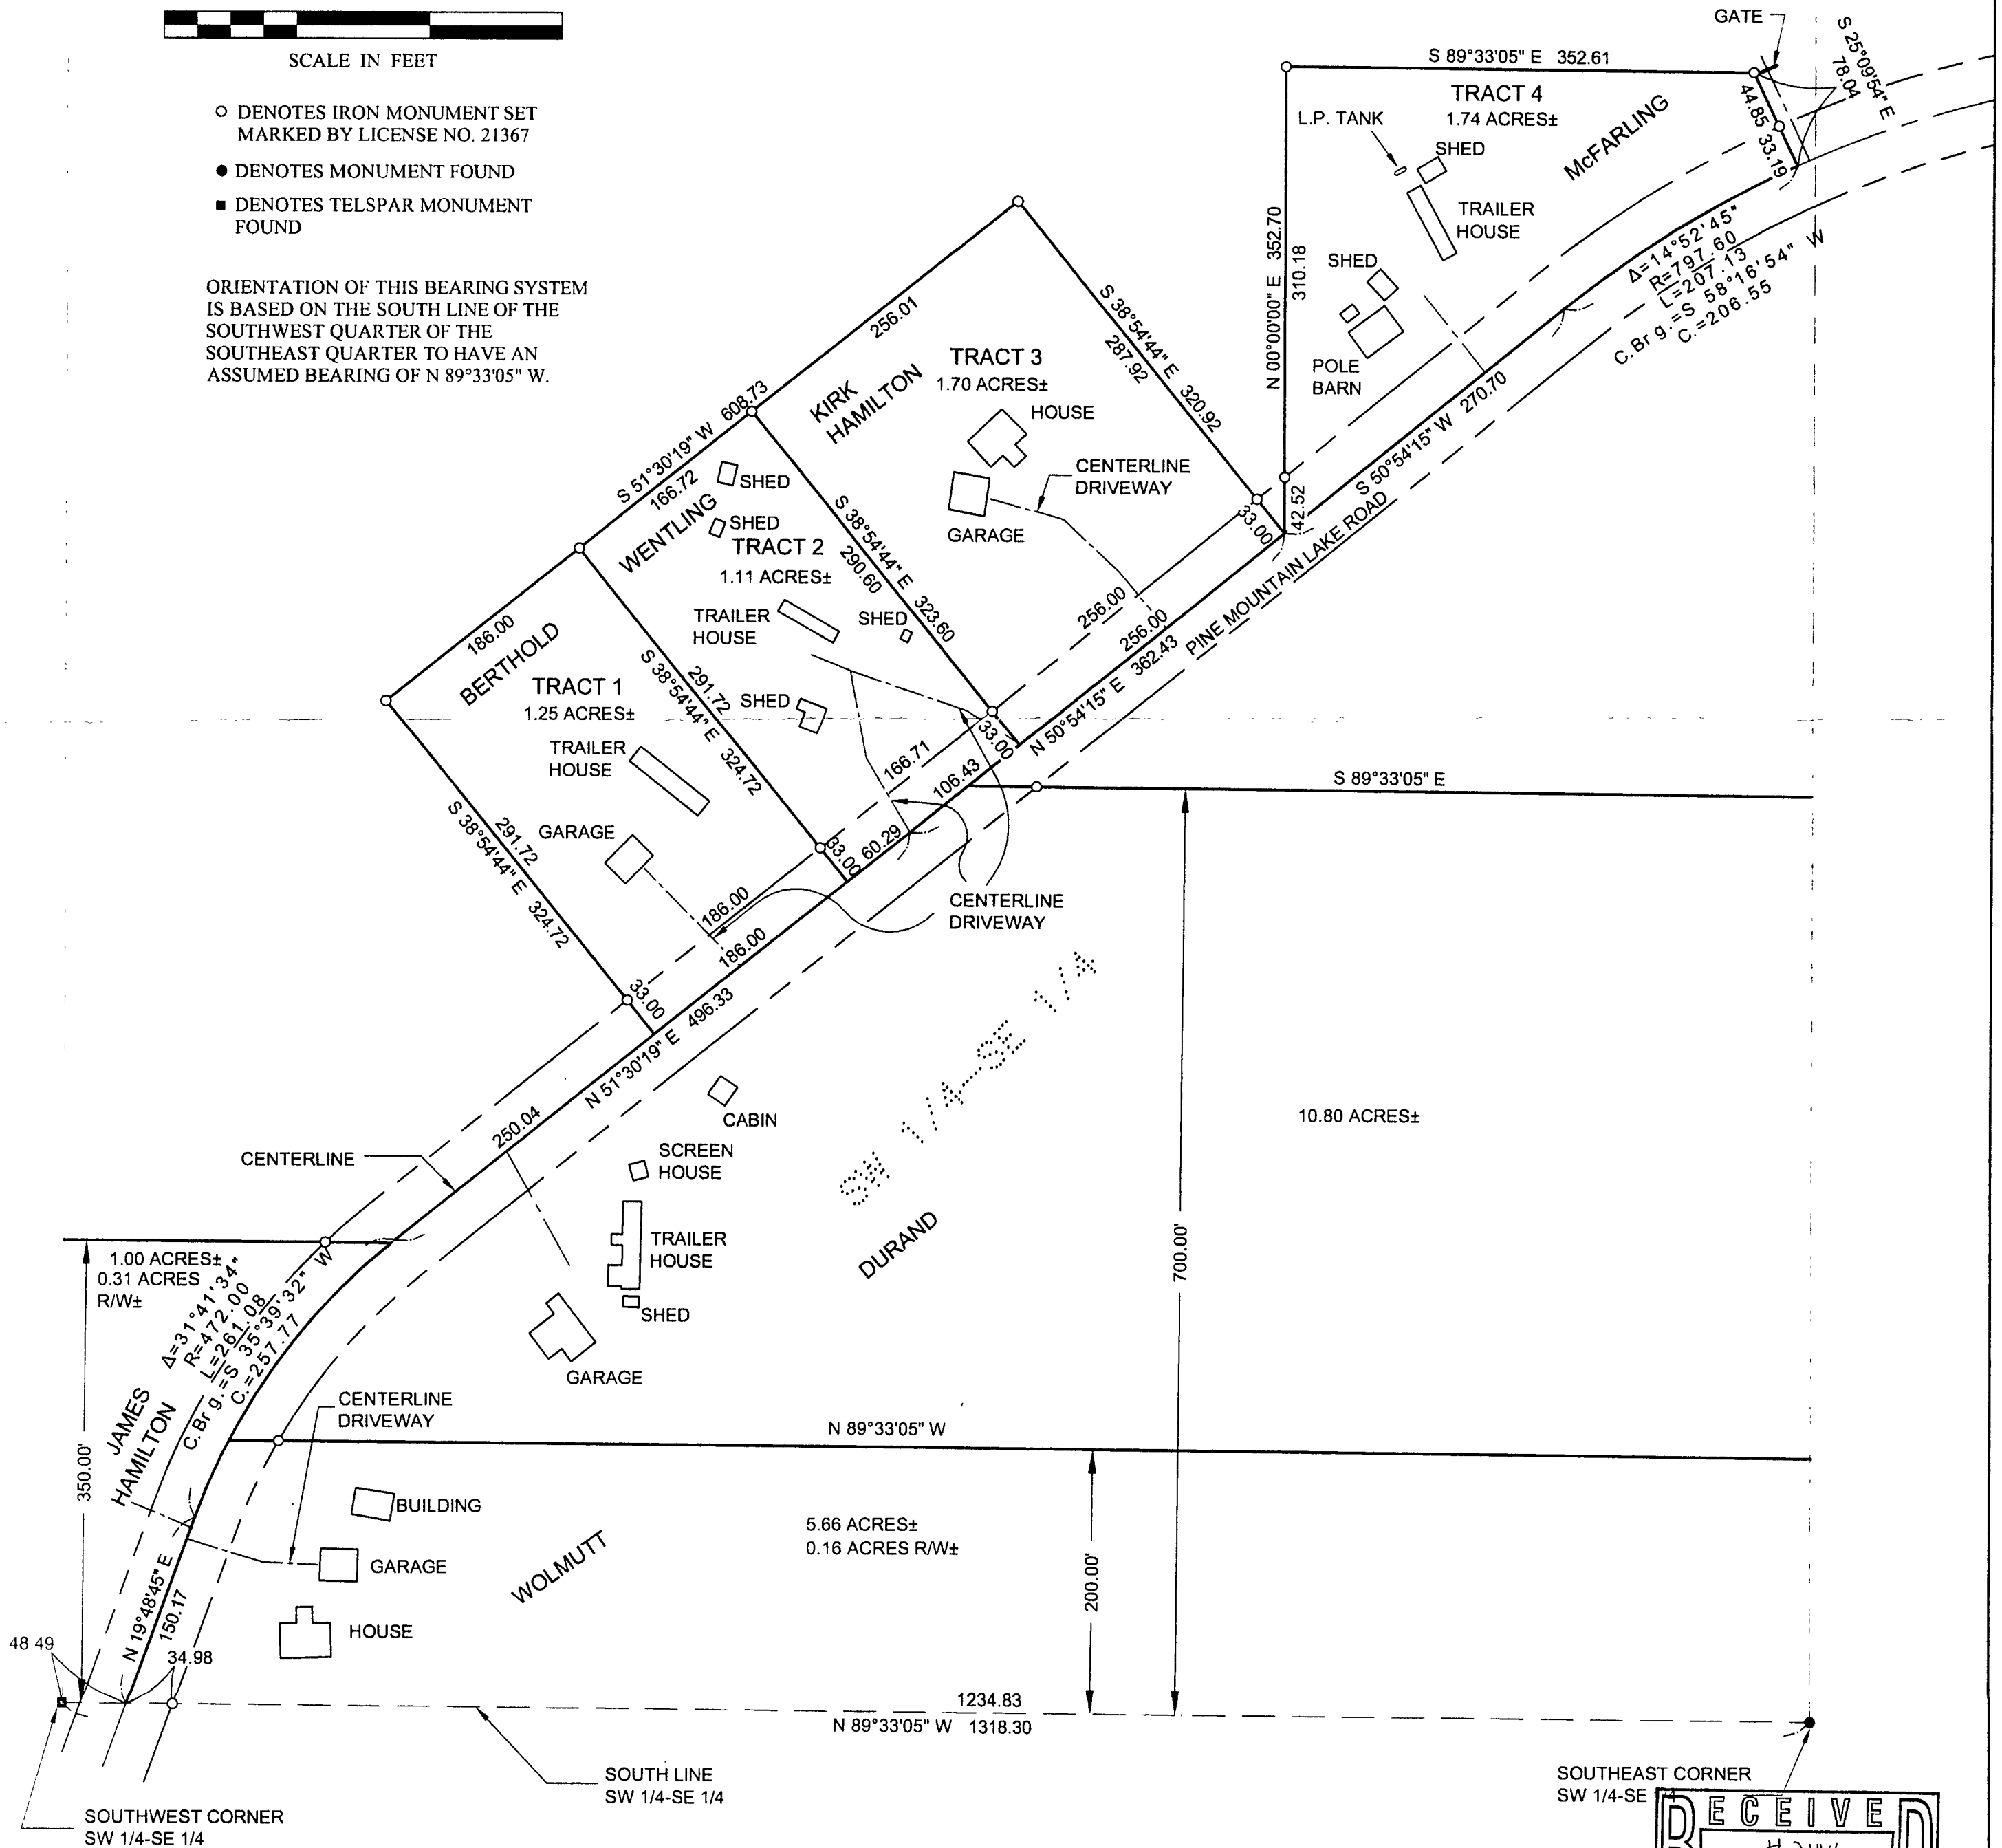 SCALE IN FEET
○ DENOTES IRON MONUMENT SET
MARKED BY LICENSE NO. 21367
● DENOTES MONUMENT FOUND
■ DENOTES TELSPAR MONUMENT
FOUND
ORIENTATION OF THIS BEARING SYSTEM
IS BASED ON THE SOUTH LINE OF THE
SOUTHWEST QUARTER OF THE
SOUTHEAST QUARTER TO HAVE AN
ASSUMED BEARING OF N 89°33'05" W.
GATE
S 25°09'54" E
78.04
S 89°33'05" E 352.61
TRACT 4
1.74 ACRES±
McFARLING
44.85
33.19
L.P. TANK
SHED
TRAILER
HOUSE
SHED
POLE
BARN
N 00°00'00" E 352.70
310.18
42.52
Δ=14°52'45"
R=797.60
L=207.13
C.Brg.=S 58°16'54" W
C.=206.55
S 50°54'15" W 270.70
PINE MOUNTAIN LAKE ROAD
256.01
S 38°54'44" E 320.92
287.92
TRACT 3
1.70 ACRES±
KIRK
HAMILTON
HOUSE
CENTERLINE
DRIVEWAY
GARAGE
33.00
256.00
256.00
N 50°54'15" E 362.43
S 51°30'19" W 608.73
166.72
WENTLING
SHED
SHED
TRACT 2
1.11 ACRES±
S 38°54'44" E 323.60
290.60
TRAILER
HOUSE
SHED
SHED
33.00
166.71
106.43
60.29
186.00
BERTHOLD
TRACT 1
1.25 ACRES±
291.72
S 38°54'44" E 324.72
TRAILER
HOUSE
GARAGE
291.72
S 38°54'44" E 324.72
33.00
186.00
186.00
33.00
N 51°30'19" E 496.33
CENTERLINE
DRIVEWAY
S 89°33'05" E
SW 1/4-SE 1/4
10.80 ACRES±
700.00'
CABIN
SCREEN
HOUSE
TRAILER
HOUSE
SHED
GARAGE
DURAND
250.04
CENTERLINE
1.00 ACRES±
0.31 ACRES
R/W±
Δ=31°41'34"
R=472.00
L=261.08
C.Brg.=S 35°39'32" W
C.=257.77
JAMES
HAMILTON
350.00'
CENTERLINE
DRIVEWAY
N 89°33'05" W
BUILDING
GARAGE
HOUSE
WOLMUTT
5.66 ACRES±
0.16 ACRES R/W±
200.00'
N 19°48'45" E
150.17
48 49
34.98
1234.83
N 89°33'05" W 1318.30
SOUTH LINE
SW 1/4-SE 1/4
SOUTHWEST CORNER
SW 1/4-SE 1/4
SOUTHEAST CORNER
SW 1/4-SE 1/4
RECEIVED